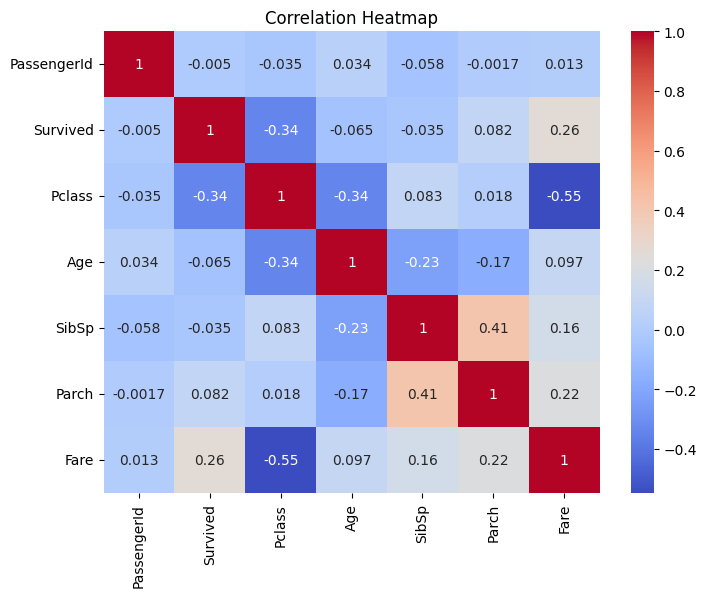 Correlation Heatmap
PassengerId 1 -0.005 -0.035 0.034 -0.058 -0.0017 0.013
Survived -0.005 1 -0.34 -0.065 -0.035 0.082 0.26
Pclass -0.035 -0.34 1 -0.34 0.083 0.018 -0.55
Age 0.034 -0.065 -0.34 1 -0.23 -0.17 0.097
SibSp -0.058 -0.035 0.083 -0.23 1 0.41 0.16
Parch -0.0017 0.082 0.018 -0.17 0.41 1 0.22
Fare 0.013 0.26 -0.55 0.097 0.16 0.22 1
PassengerId
Survived
Pclass
Age
SibSp
Parch
Fare
1.0
0.8
0.6
0.4
0.2
0.0
−0.2
−0.4